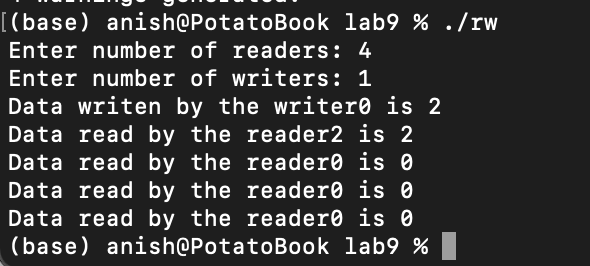 warnings generated.
(base) anish@PotatoBook lab9 % ./rw
Enter number of readers: 4
Enter number of writers: 1
Data writen by the writer0 is 2
Data read by the reader2 is 2
Data read by the reader0 is 0
Data read by the reader0 is 0
Data read by the reader0 is 0
(base) anish@PotatoBook lab9 %